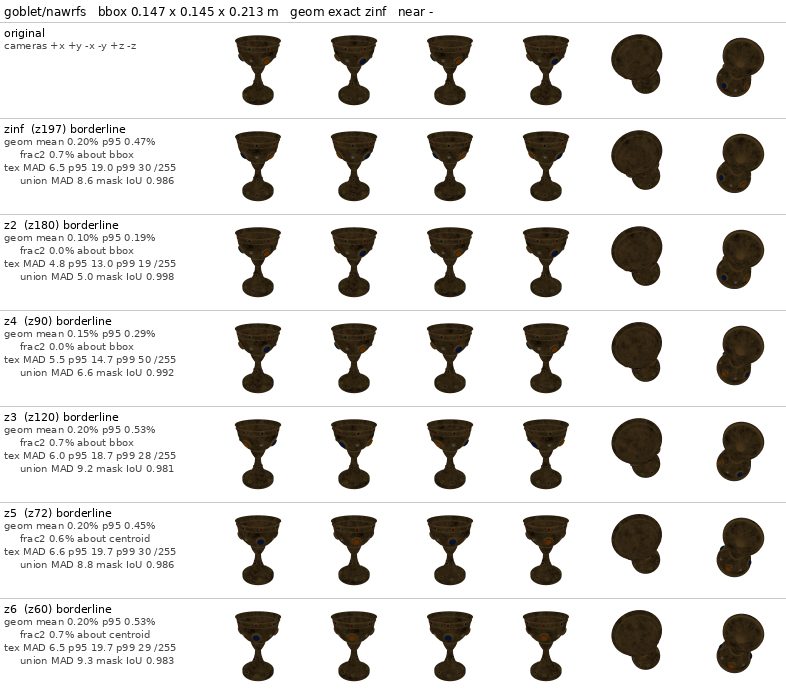 goblet/nawrfs bbox 0.147 x 0.145 x 0.213 m geom exact zinf near -
original
cameras +x +y -x -y +z -z
zinf (z197) borderline
geom mean 0.20% p95 0.47%
frac2 0.7% about bbox
tex MAD 6.5 p95 19.0 p99 30 /255
union MAD 8.6 mask IoU 0.986
z2 (z180) borderline
geom mean 0.10% p95 0.19%
frac2 0.0% about bbox
tex MAD 4.8 p95 13.0 p99 19 /255
union MAD 5.0 mask IoU 0.998
z4 (z90) borderline
geom mean 0.15% p95 0.29%
frac2 0.0% about bbox
tex MAD 5.5 p95 14.7 p99 50 /255
union MAD 6.6 mask IoU 0.992
z3 (z120) borderline
geom mean 0.20% p95 0.53%
frac2 0.7% about bbox
tex MAD 6.0 p95 18.7 p99 28 /255
union MAD 9.2 mask IoU 0.981
z5 (z72) borderline
geom mean 0.20% p95 0.45%
frac2 0.6% about centroid
tex MAD 6.6 p95 19.7 p99 30 /255
union MAD 8.8 mask IoU 0.986
z6 (z60) borderline
geom mean 0.20% p95 0.53%
frac2 0.7% about centroid
tex MAD 6.5 p95 19.7 p99 29 /255
union MAD 9.3 mask IoU 0.983